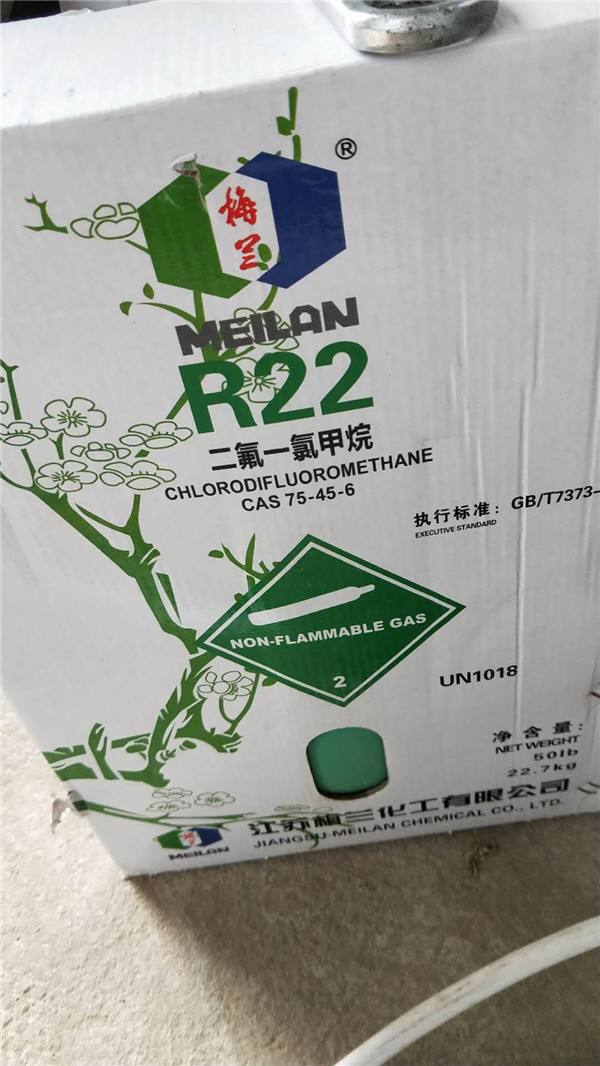 ®
梅兰
MEILAN
R22
二氟一氯甲烷
CHLORODIFLUOROMETHANE
CAS 75-45-6
执行标准：GB/T7373-
EXECUTIVE STANDARD
NON-FLAMMABLE GAS
2
UN1018
净含量：
NET WEIGHT
50lb
22.7kg
江苏梅兰化工有限公司
JIANGSU MEILAN CHEMICAL CO., LTD.
梅兰
MEILAN